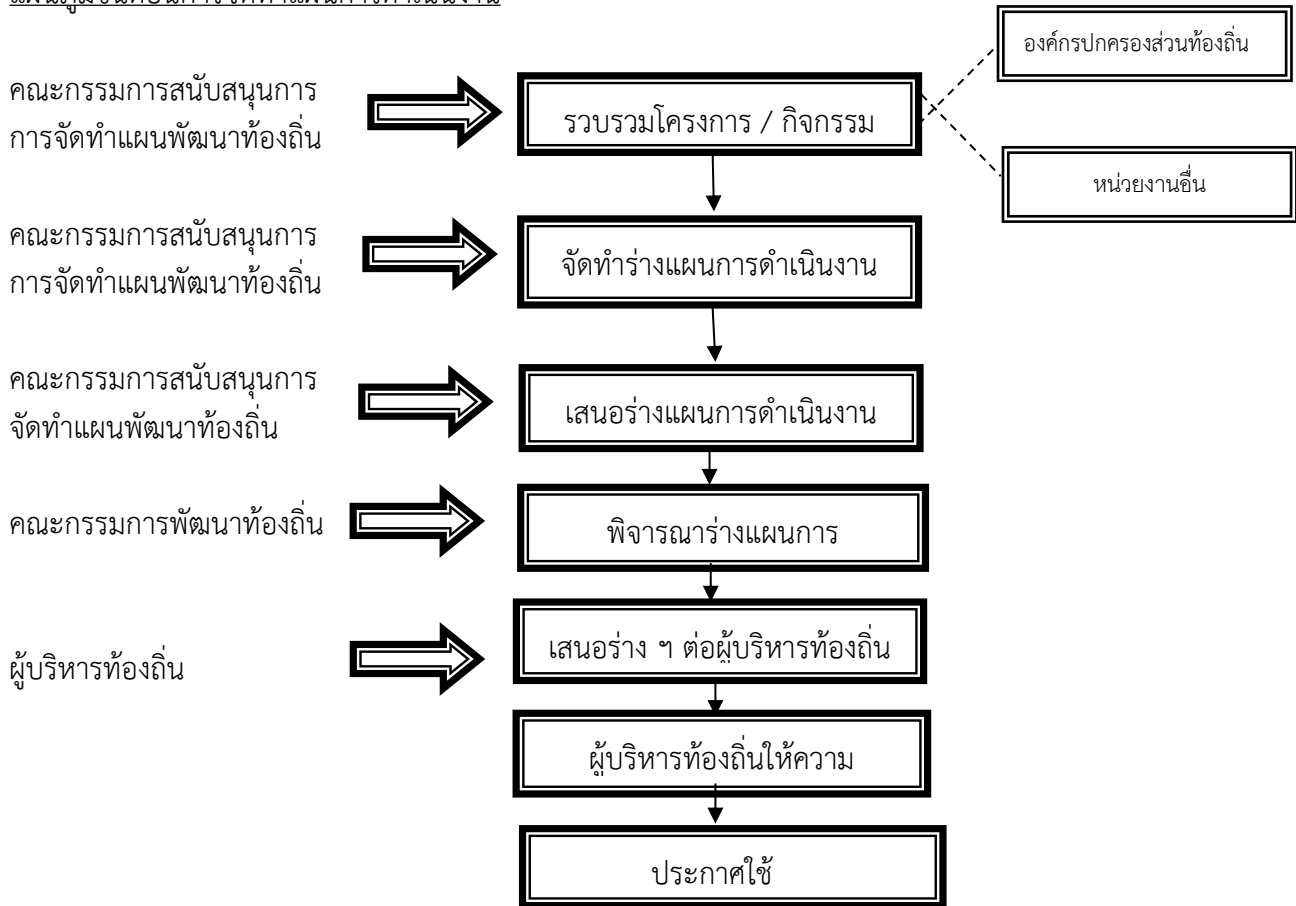 องค์กรปกครองส่วนท้องถิ่น
คณะกรรมการสนับสนุนการ
การจัดทำแผนพัฒนาท้องถิ่น
รวบรวมโครงการ / กิจกรรม
หน่วยงานอื่น
คณะกรรมการสนับสนุนการ
การจัดทำแผนพัฒนาท้องถิ่น
จัดทำร่างแผนการดำเนินงาน
คณะกรรมการสนับสนุนการ
จัดทำแผนพัฒนาท้องถิ่น
เสนอร่างแผนการดำเนินงาน
คณะกรรมการพัฒนาท้องถิ่น
พิจารณาร่างแผนการ
ผู้บริหารท้องถิ่น
เสนอร่าง ฯ ต่อผู้บริหารท้องถิ่น
ผู้บริหารท้องถิ่นให้ความ
ประกาศใช้